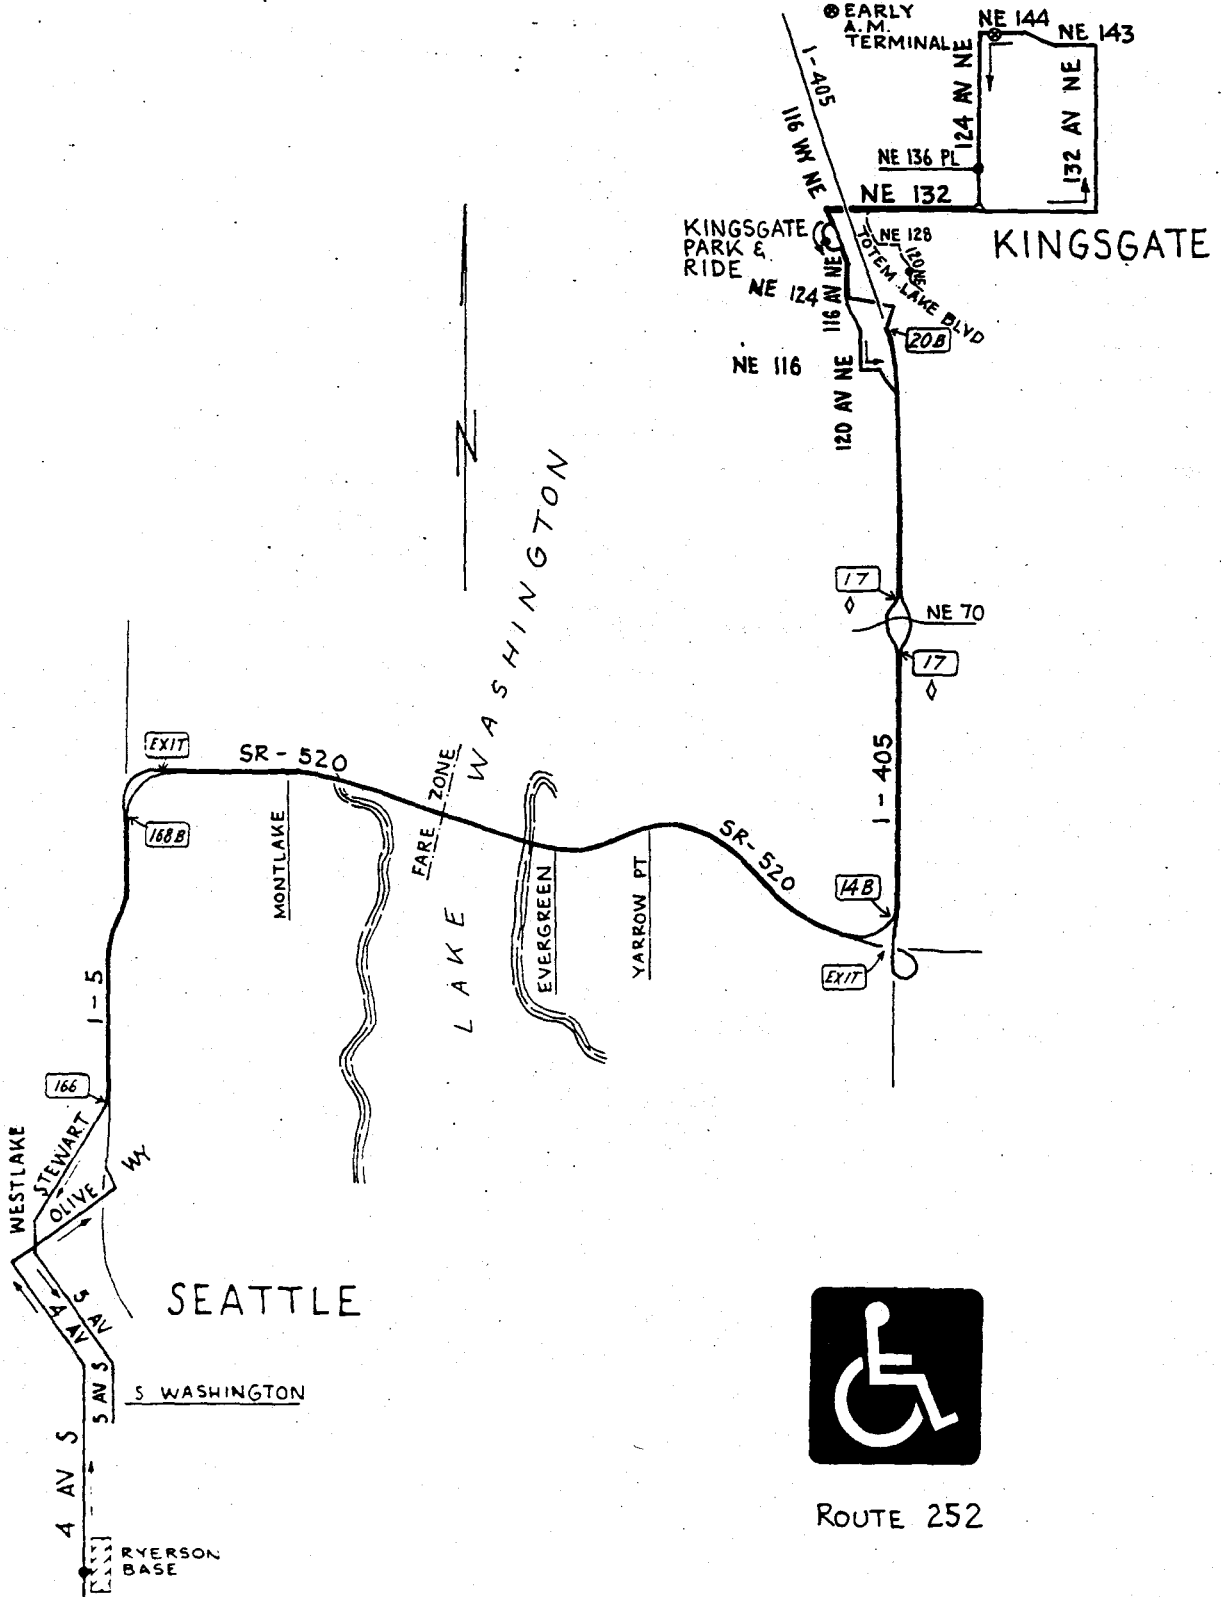 ⊗ EARLY
A.M.
TERMINAL
NE 144
NE 143
I-405
124 AV NE
132 AV NE
116 WY NE
NE 136 PL
NE 132
KINGSGATE
KINGSGATE
PARK &
RIDE
NE 128
120 NE
TOTEM LAKE BLVD
NE 124
116 AV NE
20B
NE 116
120 AV NE
N
17
NE 70
17
LAKE WASHINGTON
I-405
EXIT
SR-520
168B
MONTLAKE
FARE ZONE
EVERGREEN
YARROW PT
SR-520
14B
EXIT
I-5
166
WESTLAKE
STEWART
OLIVE WY
SEATTLE
5 AV
4 AV
5 AV S
S WASHINGTON
4 AV S
RYERSON
BASE
ROUTE 252